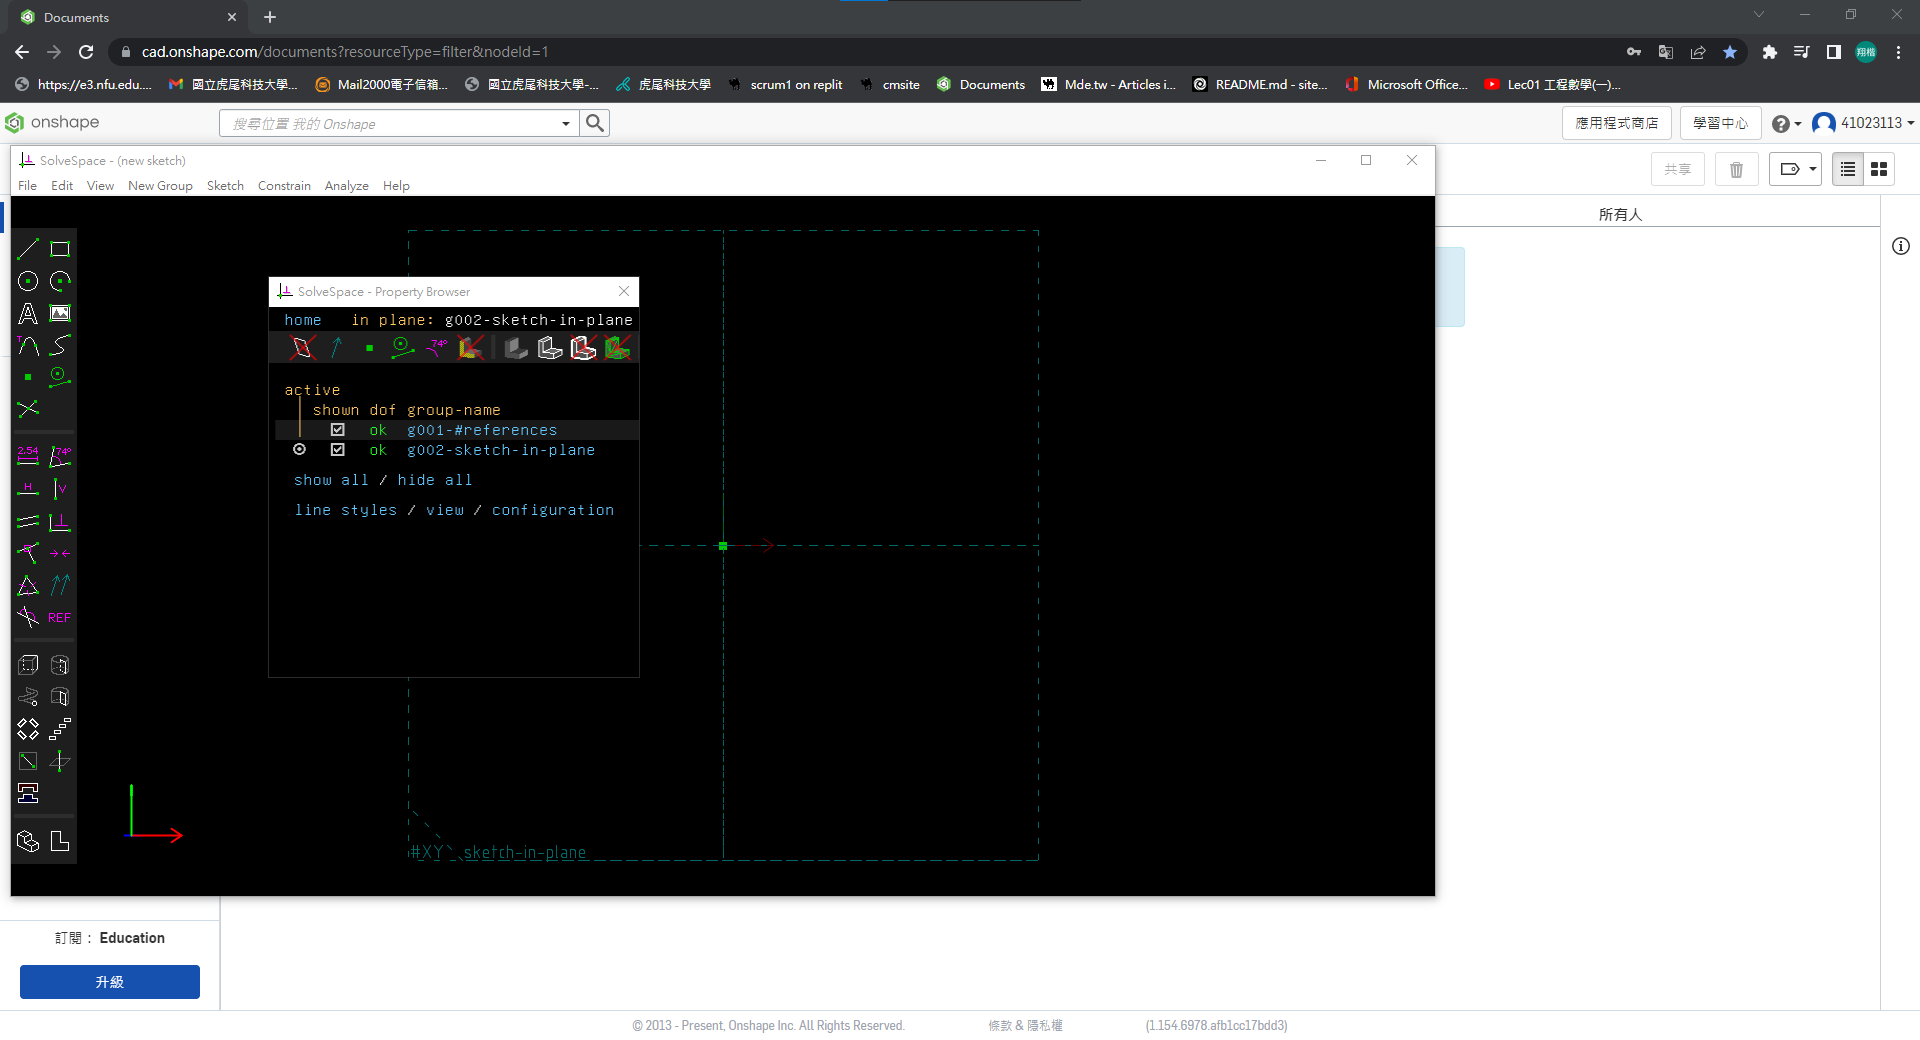 Documents
cad.onshape.com/documents?resourceType=filter&nodeId=1
https://e3.nfu.edu....
國立虎尾科技大學...
Mail2000電子信箱...
國立虎尾科技大學-...
虎尾科技大學
scrum1 on replit
cmsite
Documents
Mde.tw - Articles i...
README.md - site...
Microsoft Office...
Lec01 工程數學(一)...
翔楷
onshape
搜尋位置 我的 Onshape
應用程式商店
學習中心
41023113
SolveSpace - (new sketch)
共享
File Edit View New Group Sketch Constrain Analyze Help
所有人
SolveSpace - Property Browser
home in plane: g002-sketch-in-plane
74°
active
shown dof group-name
ok g001-#references
ok g002-sketch-in-plane
show all / hide all
line styles / view / configuration
A
T
2.54
74°
H
V
REF
#XY
sketch-in-plane
訂閱： Education
升級
© 2013 - Present, Onshape Inc. All Rights Reserved.
條款 & 隱私權
(1.154.6978.afb1cc17bdd3)